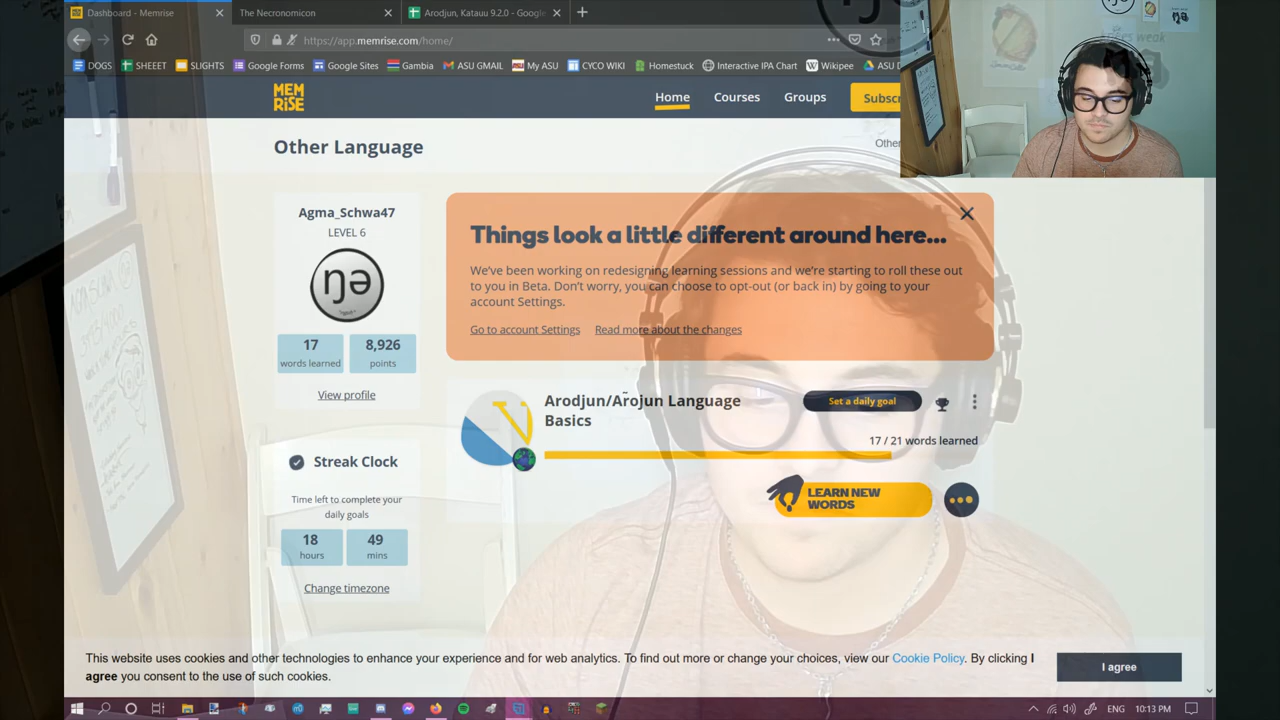 Dashboard - Memrise
The Necronomicon
Arodjun, Katauu 9.2.0 - Google
https://app.memrise.com/home/
DOGS
SHEEET
SLIGHTS
Google Forms
Google Sites
Gambia
ASU GMAIL
My ASU
CYCO WIKI
Homestuck
Interactive IPA Chart
Wikipee
ASU D
MEM
RiSE
Home
Courses
Groups
Subscr
Other Language
Other
Agma_Schwa47
LEVEL 6
ŋə
17
words learned
8,926
points
View profile
Streak Clock
Time left to complete your
daily goals
18
hours
49
mins
Change timezone
Things look a little different around here...
We've been working on redesigning learning sessions and we're starting to roll these out
to you in Beta. Don't worry, you can choose to opt-out (or back in) by going to your
account Settings.
Go to account Settings
Read more about the changes
Arodjun/Arojun Language
Basics
Set a daily goal
17 / 21 words learned
LEARN NEW
WORDS
This website uses cookies and other technologies to enhance your experience and for web analytics. To find out more or change your choices, view our Cookie Policy. By clicking I
agree you consent to the use of such cookies.
I agree
ENG
10:13 PM